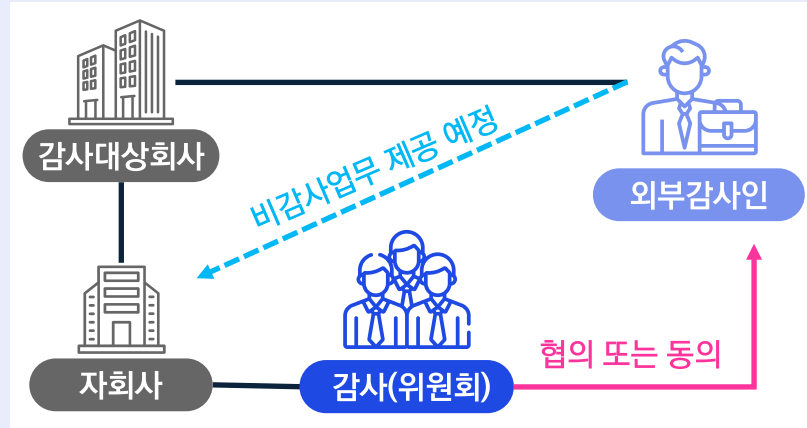 감사대상회사
비감사업무 제공 예정
외부감사인
협의 또는 동의
자회사
감사(위원회)